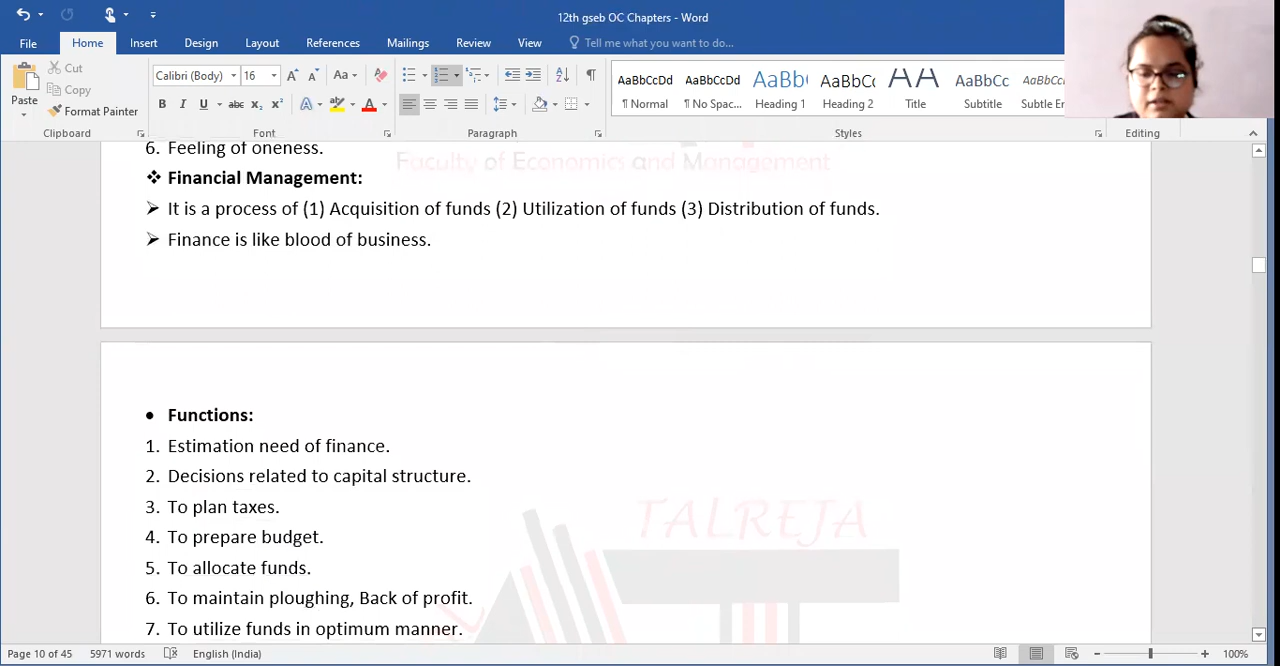 12th gseb OC Chapters - Word
File Home Insert Design Layout References Mailings Review View Tell me what you want to do...
Paste
Cut
Copy
Format Painter
Calibri (Body) 16
AaBbCcDd AaBbCcDd AaBb( AaBbCc AA AaBbCc AaBbCc
¶ Normal ¶ No Spac... Heading 1 Heading 2 Title Subtitle Subtle Em
Clipboard Font Paragraph Styles Editing
6. Feeling of oneness.
Faculty of Economics and Management
❖ Financial Management:
➢ It is a process of (1) Acquisition of funds (2) Utilization of funds (3) Distribution of funds.
➢ Finance is like blood of business.
• Functions:
1. Estimation need of finance.
2. Decisions related to capital structure.
3. To plan taxes.
TALREJA
4. To prepare budget.
5. To allocate funds.
6. To maintain ploughing, Back of profit.
7. To utilize funds in optimum manner.
Page 10 of 45 5971 words English (India) 100%